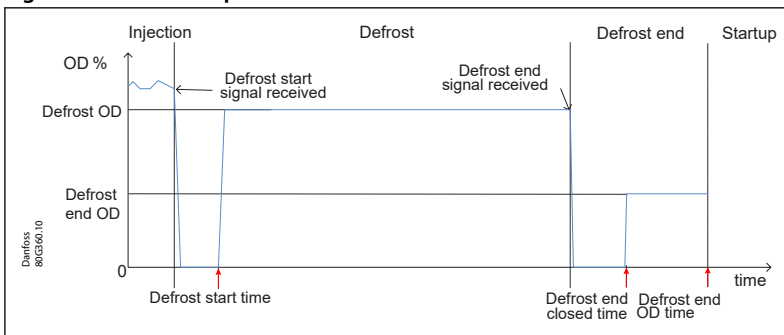 Injection
Defrost
Defrost end
Startup
OD %
Defrost start
signal received
Defrost end
signal received
Defrost OD
Defrost
end OD
Danfoss
80G360.10
0
time
Defrost start time
Defrost end
closed time
Defrost end
OD time